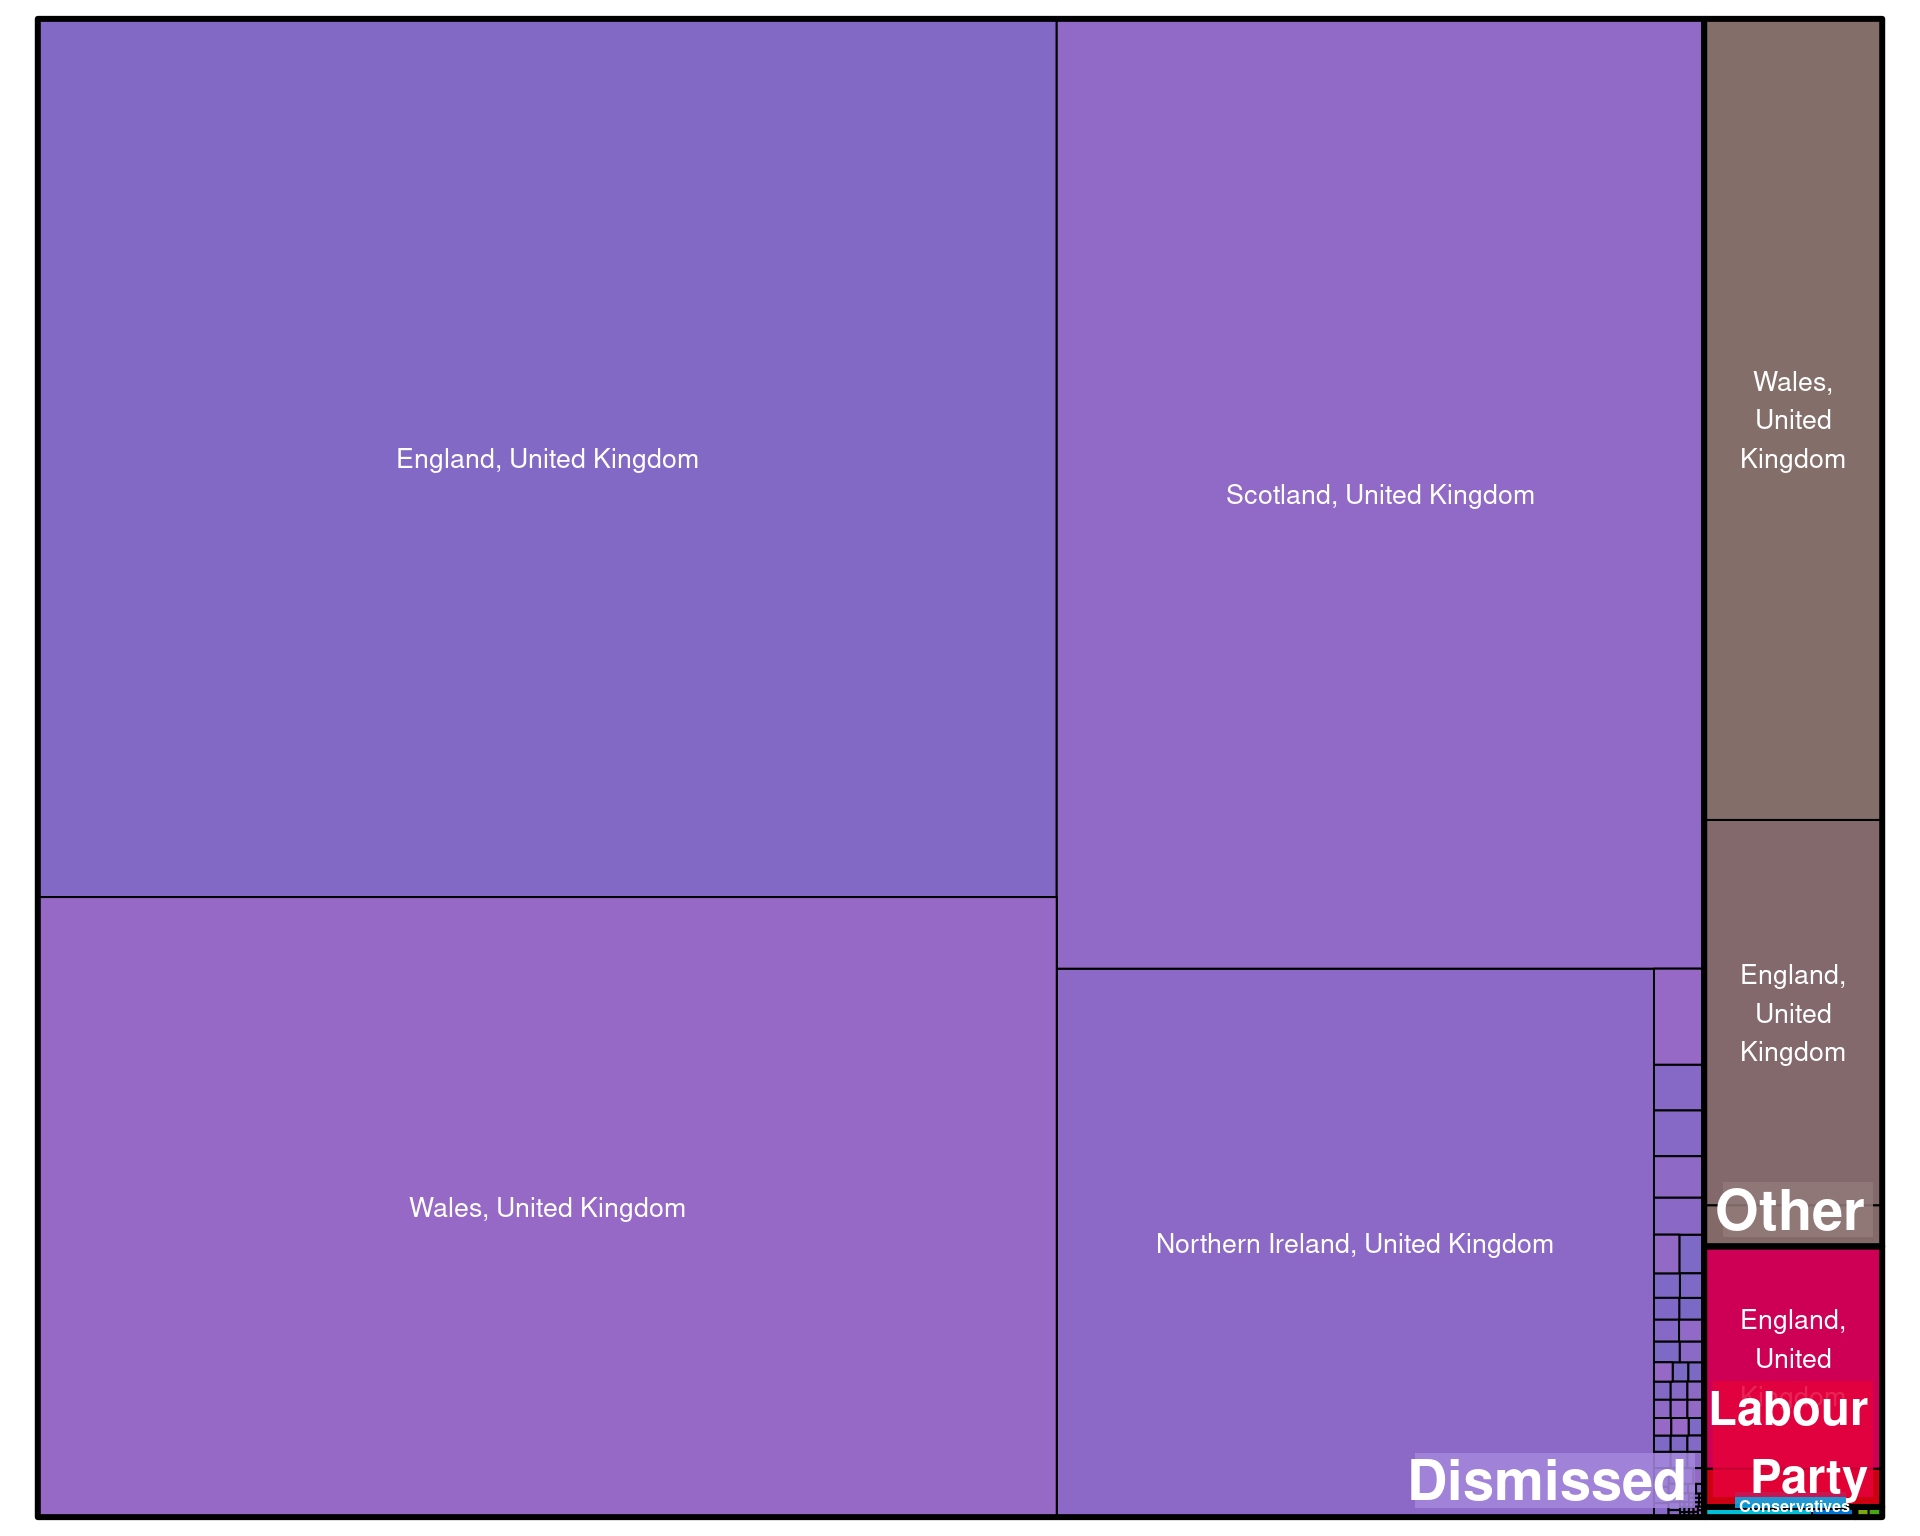 England, United Kingdom
Scotland, United Kingdom
Wales,
United
Kingdom
England,
United
Kingdom
Wales, United Kingdom
Northern Ireland, United Kingdom
Other
England,
United
Kingdom
Labour
Party
Dismissed
Conservatives